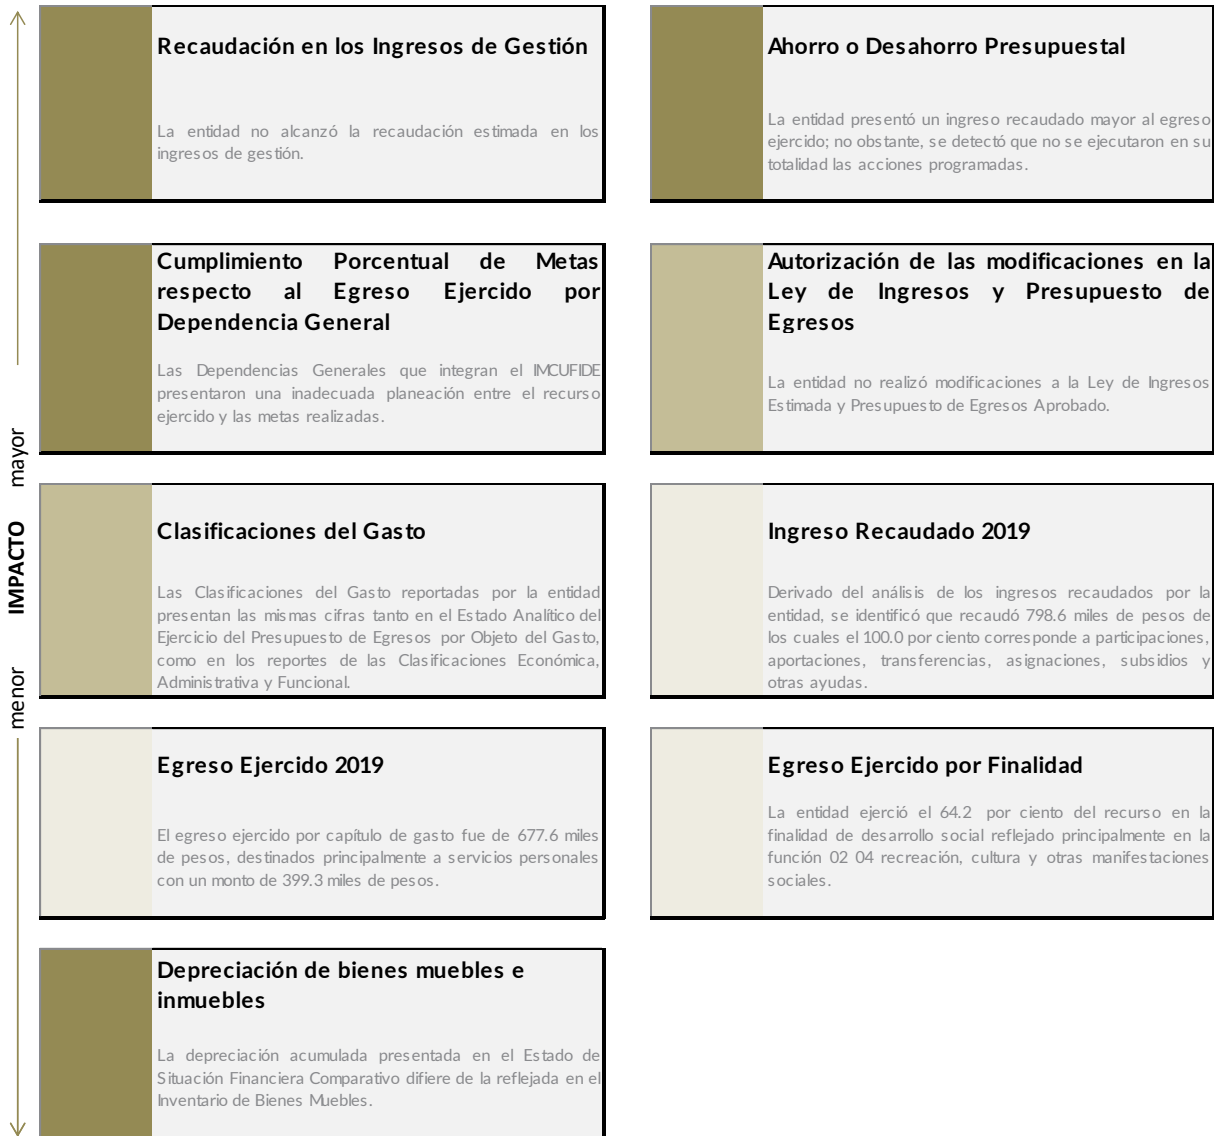 Recaudación en los Ingresos de Gestión
La entidad no alcanzó la recaudación estimada en los
ingresos de gestión.
Ahorro o Desahorro Presupuestal
La entidad presentó un ingreso recaudado mayor al egreso
ejercido; no obstante, se detectó que no se ejecutaron en su
totalidad las acciones programadas.
Cumplimiento Porcentual de Metas
respecto al Egreso Ejercido por
Dependencia General
Las Dependencias Generales que integran el IMCUFIDE
presentaron una inadecuada planeación entre el recurso
ejercido y las metas realizadas.
Autorización de las modificaciones en la
Ley de Ingresos y Presupuesto de
Egresos
La entidad no realizó modificaciones a la Ley de Ingresos
Estimada y Presupuesto de Egresos Aprobado.
menor IMPACTO mayor
Clasificaciones del Gasto
Las Clasificaciones del Gasto reportadas por la entidad
presentan las mismas cifras tanto en el Estado Analítico del
Ejercicio del Presupuesto de Egresos por Objeto del Gasto,
como en los reportes de las Clasificaciones Económica,
Administrativa y Funcional.
Ingreso Recaudado 2019
Derivado del análisis de los ingresos recaudados por la
entidad, se identificó que recaudó 798.6 miles de pesos de
los cuales el 100.0 por ciento corresponde a participaciones,
aportaciones, transferencias, asignaciones, subsidios y
otras ayudas.
Egreso Ejercido 2019
El egreso ejercido por capítulo de gasto fue de 677.6 miles
de pesos, destinados principalmente a servicios personales
con un monto de 399.3 miles de pesos.
Egreso Ejercido por Finalidad
La entidad ejerció el 64.2 por ciento del recurso en la
finalidad de desarrollo social reflejado principalmente en la
función 02 04 recreación, cultura y otras manifestaciones
sociales.
Depreciación de bienes muebles e
inmuebles
La depreciación acumulada presentada en el Estado de
Situación Financiera Comparativo difiere de la reflejada en el
Inventario de Bienes Muebles.